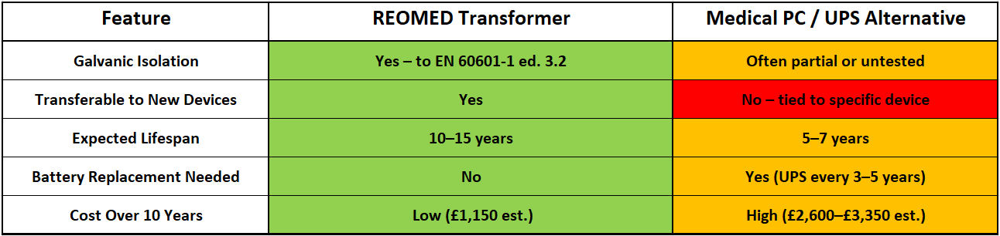 Feature REOMED Transformer Medical PC / UPS Alternative
Galvanic Isolation Yes – to EN 60601-1 ed. 3.2 Often partial or untested
Transferable to New Devices Yes No – tied to specific device
Expected Lifespan 10–15 years 5–7 years
Battery Replacement Needed No Yes (UPS every 3–5 years)
Cost Over 10 Years Low (£1,150 est.) High (£2,600–£3,350 est.)